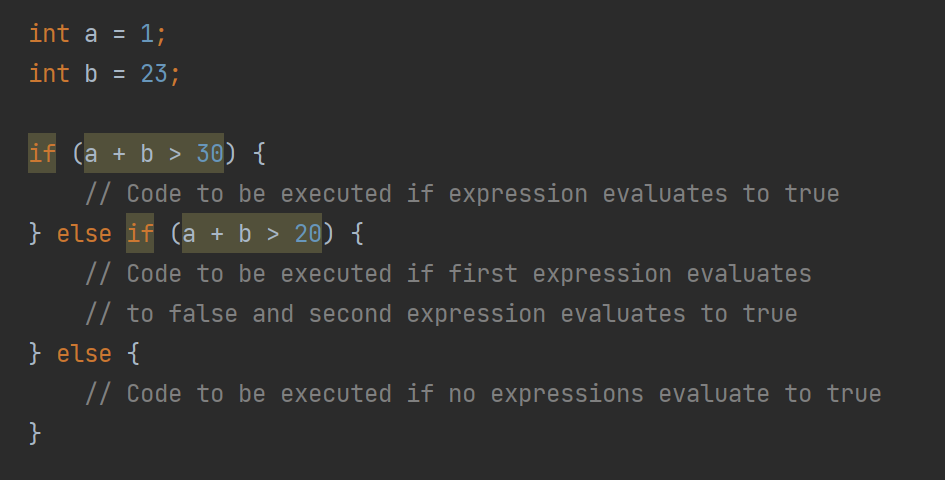 int a = 1;
int b = 23;
if (a + b > 30) {
// Code to be executed if expression evaluates to true
} else if (a + b > 20) {
// Code to be executed if first expression evaluates
// to false and second expression evaluates to true
} else {
// Code to be executed if no expressions evaluate to true
}